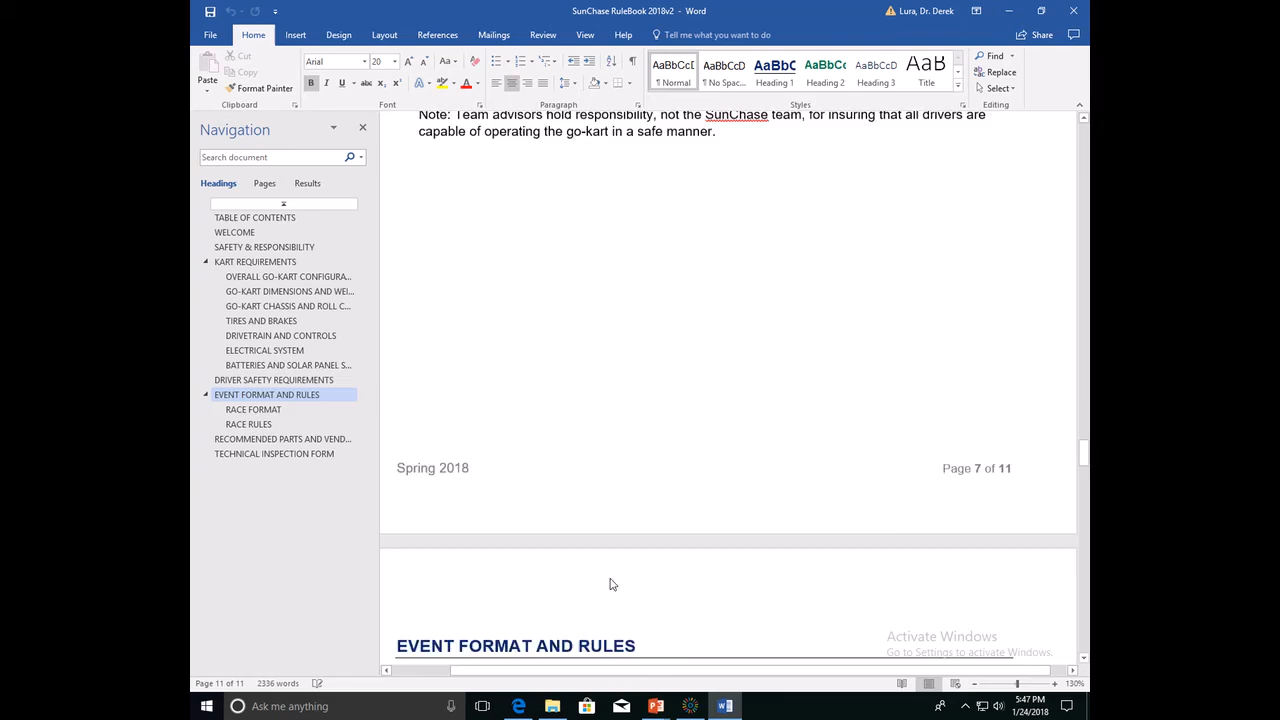 SunChase RuleBook 2018v2 - Word
Lura, Dr. Derek
File Home Insert Design Layout References Mailings Review View Help Tell me what you want to do Share
Paste
Cut
Copy
Format Painter
Arial 20
Aa
B I U abc x₂ x²
AaBbCcD AaBbCcD AaBbC AaBbCc AaBbCcD AaB
¶ Normal ¶ No Spac... Heading 1 Heading 2 Heading 3 Title
Find
Replace
Select
Clipboard Font Paragraph Styles Editing
Navigation
Search document
Headings Pages Results
TABLE OF CONTENTS
WELCOME
SAFETY & RESPONSIBILITY
KART REQUIREMENTS
OVERALL GO-KART CONFIGURA...
GO-KART DIMENSIONS AND WEI...
GO-KART CHASSIS AND ROLL C...
TIRES AND BRAKES
DRIVETRAIN AND CONTROLS
ELECTRICAL SYSTEM
BATTERIES AND SOLAR PANEL S...
DRIVER SAFETY REQUIREMENTS
EVENT FORMAT AND RULES
RACE FORMAT
RACE RULES
RECOMMENDED PARTS AND VEND...
TECHNICAL INSPECTION FORM
Note: Team advisors hold responsibility, not the SunChase team, for insuring that all drivers are
capable of operating the go-kart in a safe manner.
Spring 2018 Page 7 of 11
EVENT FORMAT AND RULES
Activate Windows
Go to Settings to activate Windows.
Page 11 of 11 2336 words 130%
Ask me anything
5:47 PM
1/24/2018